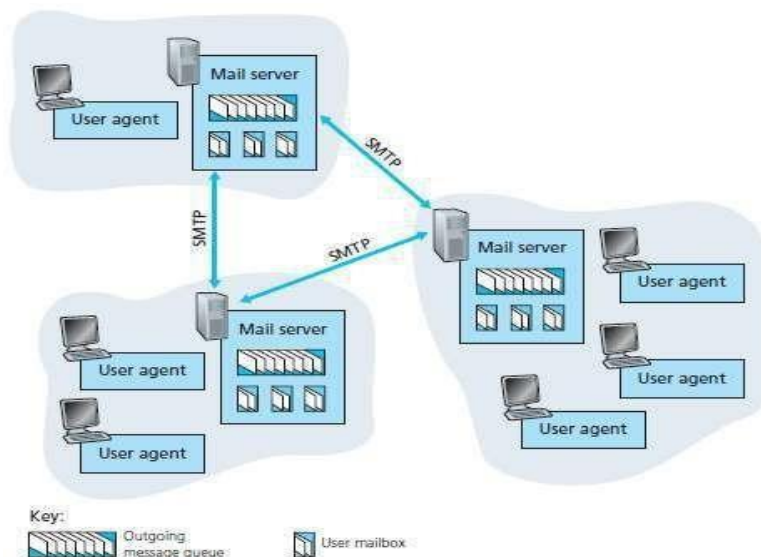 Mail server
User agent
SMTP
SMTP
SMTP
Mail server
User agent
Mail server
User agent
User agent
User agent
User agent
Key:
Outgoing
message queue
User mailbox